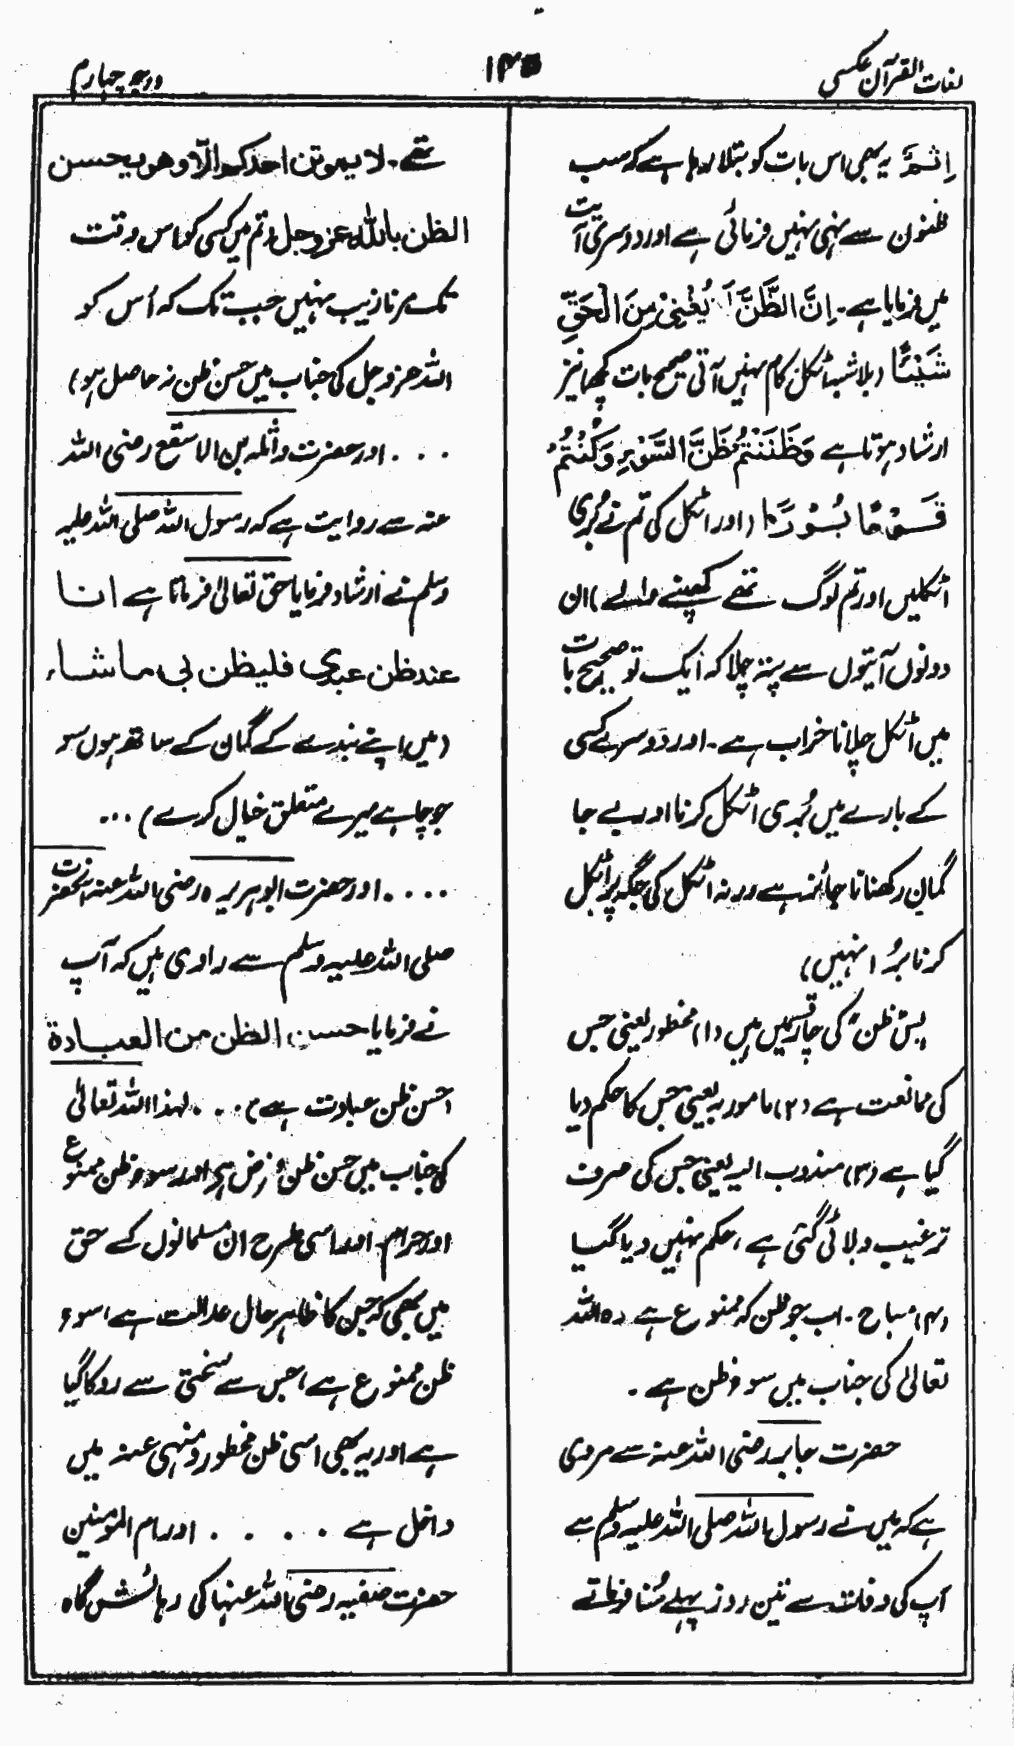 لغات القرآن عکسی
۱۴۵
درجہ چہارم
اِثْمٌ یہ بھی اس بات کو بتلا رہا ہے کہ سب
ظنون سے نہی نہیں فرمائی ہے اور دوسری آیت
میں فرمایا ہے۔ اِنَّ الظَّنَّ لَا یُغْنِیْ مِنَ الْحَقِّ
شَیْئًا (بلاشبہ اٹکل کام نہیں آتی صحیح بات کچھ) نیز
ارشاد ہوتا ہے وَظَنَنْتُمْ ظَنَّ السَّوْءِ وَکُنْتُمْ
قَوْمًا بُوْرًا (اور اٹکل کی تم نے بُری
اٹکلیں اور تم لوگ تھے کھپنے والے) ان
دونوں آیتوں سے پتہ چلا کہ ایک تو صحیح بات
میں اٹکل چلانا خراب ہے۔ اور دوسرے کسی
کے بارے میں بُری اٹکل کرنا اور بے جا
گمان رکھنا نا جائز ہے ورنہ اٹکل کی جگہ پر اٹکل
کرنا بُرا نہیں)
پس ظن کی چار قسمیں ہیں (۱) محظور یعنی جس
کی ممانعت ہے (۲) مامور بہ یعنی جس کا حکم دیا
گیا ہے (۳) مندوب الیہ یعنی جس کی صرف
ترغیب دلائی گئی ہے، حکم نہیں دیا گیا
(۴) مباح۔ اب جو ظن کہ ممنوع ہے وہ اللہ
تعالیٰ کی جناب میں سوءِ ظن ہے۔
حضرت جابر رضی اللہ عنہ سے مروی
ہے کہ میں نے رسول اللہ صلی اللہ علیہ وسلم سے
آپ کی وفات سے تین روز پہلے سُنا فرماتے
تھے۔ لا یموتن احدکم الّا وھو یحسن
الظن باللہ عزوجل (تم میں کسی کو اس وقت
تک مرنا زیب نہیں جب تک کہ اُس کو
اللہ عزوجل کی جناب میں حسن ظن نہ حاصل ہو)
۔۔۔ اور حضرت واثلہ بن الاسقع رضی اللہ
عنہ سے روایت ہے کہ رسول اللہ صلی اللہ علیہ
وسلم نے ارشاد فرمایا حق تعالیٰ فرماتا ہے انا
عند ظن عبدی فلیظن بی ما شاء
(میں اپنے بندے کے گمان کے ساتھ ہوں سو
جو چاہے میرے متعلق خیال کرے) ...
.... اور حضرت ابوہریرہ رضی اللہ عنہ آنحضرت
صلی اللہ علیہ وسلم سے راوی ہیں کہ آپ
نے فرمایا حسن الظن من العبادة
(حسن ظن عبادت ہے) ... لہذا اللہ تعالیٰ
کی جناب میں حسن ظن فرض ہے اور سوءِ ظن ممنوع
اور حرام۔ اور اسی طرح ان مسلمانوں کے حق
میں بھی کہ جن کا ظاہر حال عدالت ہے، سوءِ
ظن ممنوع ہے، جس سے سختی سے روکا گیا
ہے اور یہ بھی اسی ظن محظور و منہی عنہ میں
داخل ہے .... اور ام المومنین
حضرت صفیہ رضی اللہ عنہا کی رہائش گاہ